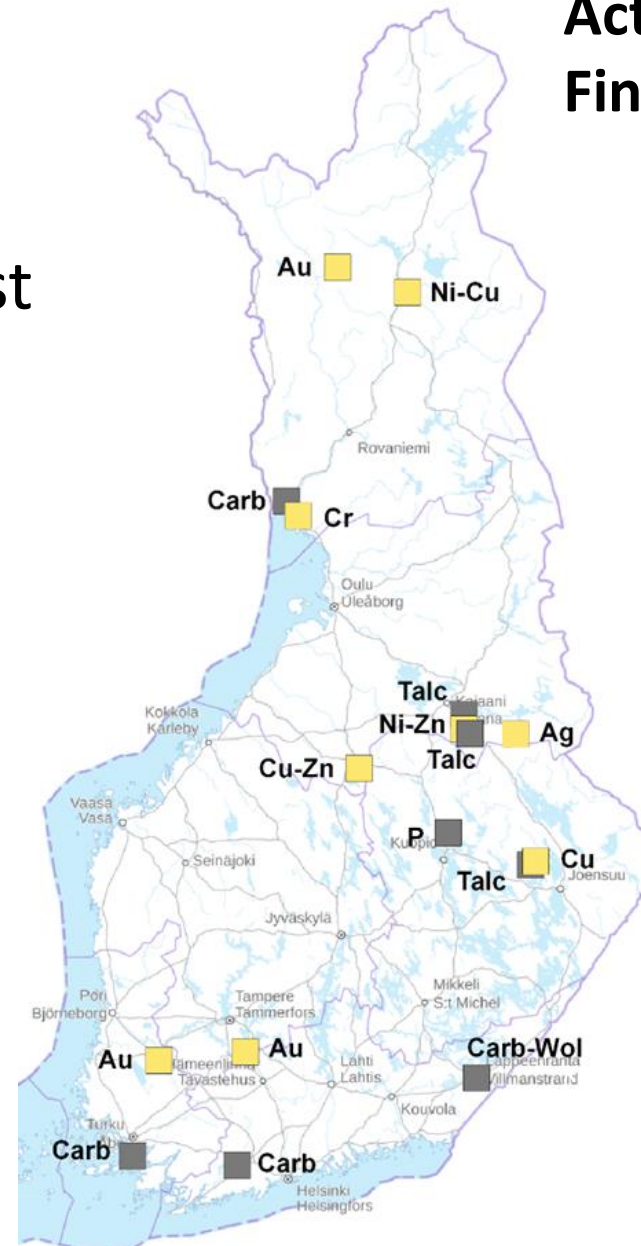 Act
Fin
st
Au
Ni-Cu
Rovaniemi
Carb
Cr
Oulu
Uleåborg
Talc
Ni-Zn
Ag
Talc
Kokkola
Karleby
Cu-Zn
Vaasa
Vasa
P
Cu
Seinäjoki
Talc
Joensuu
Jyväskylä
Mikkeli
S:t Michel
Pori
Björneborg
Tampere
Tammerfors
Au
Au
Carb-Wol
Lahti
Lahtis
Tavastehus
Kouvola
Turku
Carb
Carb
Helsinki
Helsingfors